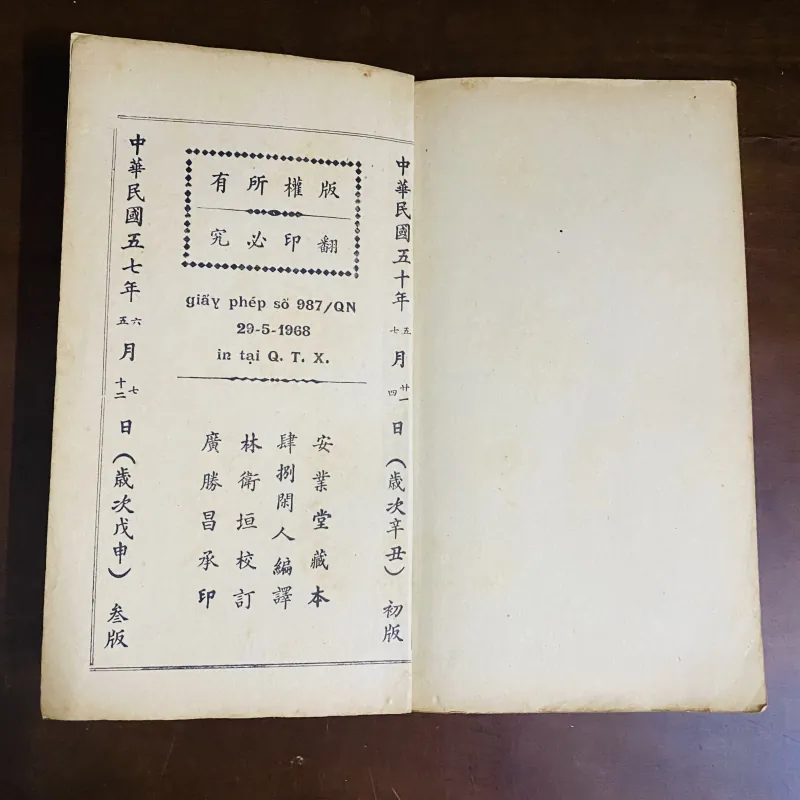 中華民國五十年五七月廿一四日（歲次辛丑）初版
版權所有
翻印必究
giấy phép số 987/QN
29-5-1968
in tại Q. T. X.
安業堂藏本
肆捌閑人編譯
林衛垣校訂
廣勝昌承印
中華民國五七年六五月七十二日（歲次戊申）叁版